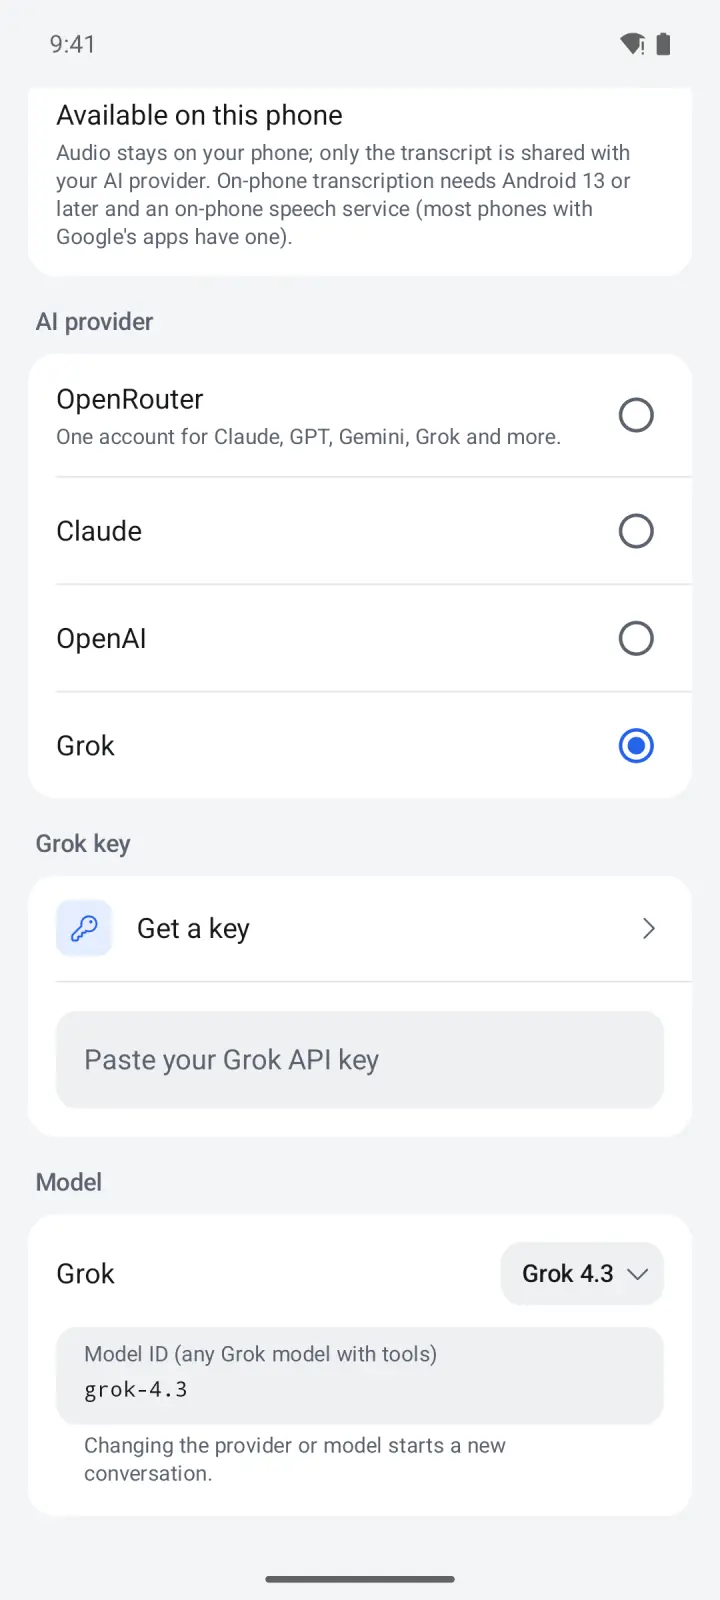 9:41
Available on this phone
Audio stays on your phone; only the transcript is shared with
your AI provider. On-phone transcription needs Android 13 or
later and an on-phone speech service (most phones with
Google's apps have one).
AI provider
OpenRouter
One account for Claude, GPT, Gemini, Grok and more.
Claude
OpenAI
Grok
Grok key
Get a key
Paste your Grok API key
Model
Grok
Grok 4.3
Model ID (any Grok model with tools)
grok-4.3
Changing the provider or model starts a new
conversation.